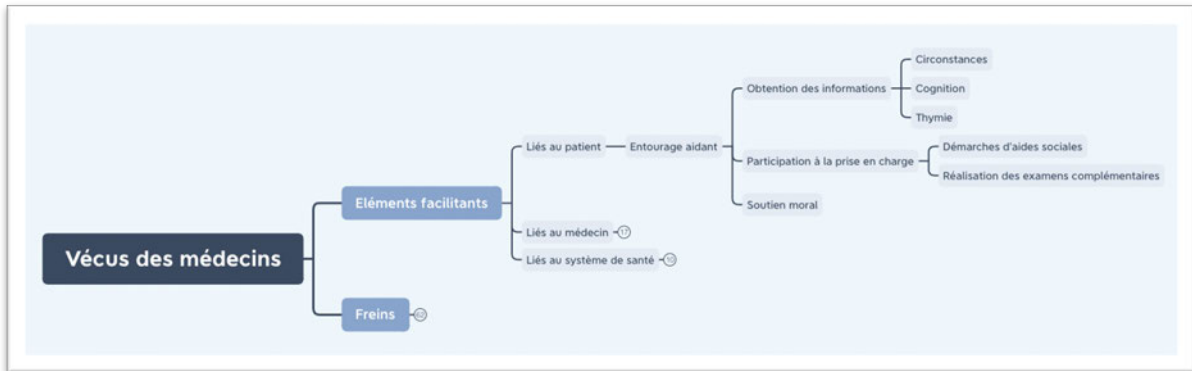 Vécus des médecins
Eléments facilitants
Liés au patient
Entourage aidant
Obtention des informations
Circonstances
Cognition
Thymie
Participation à la prise en charge
Démarches d'aides sociales
Réalisation des examens complémentaires
Soutien moral
Liés au médecin
17
Liés au système de santé
Freins